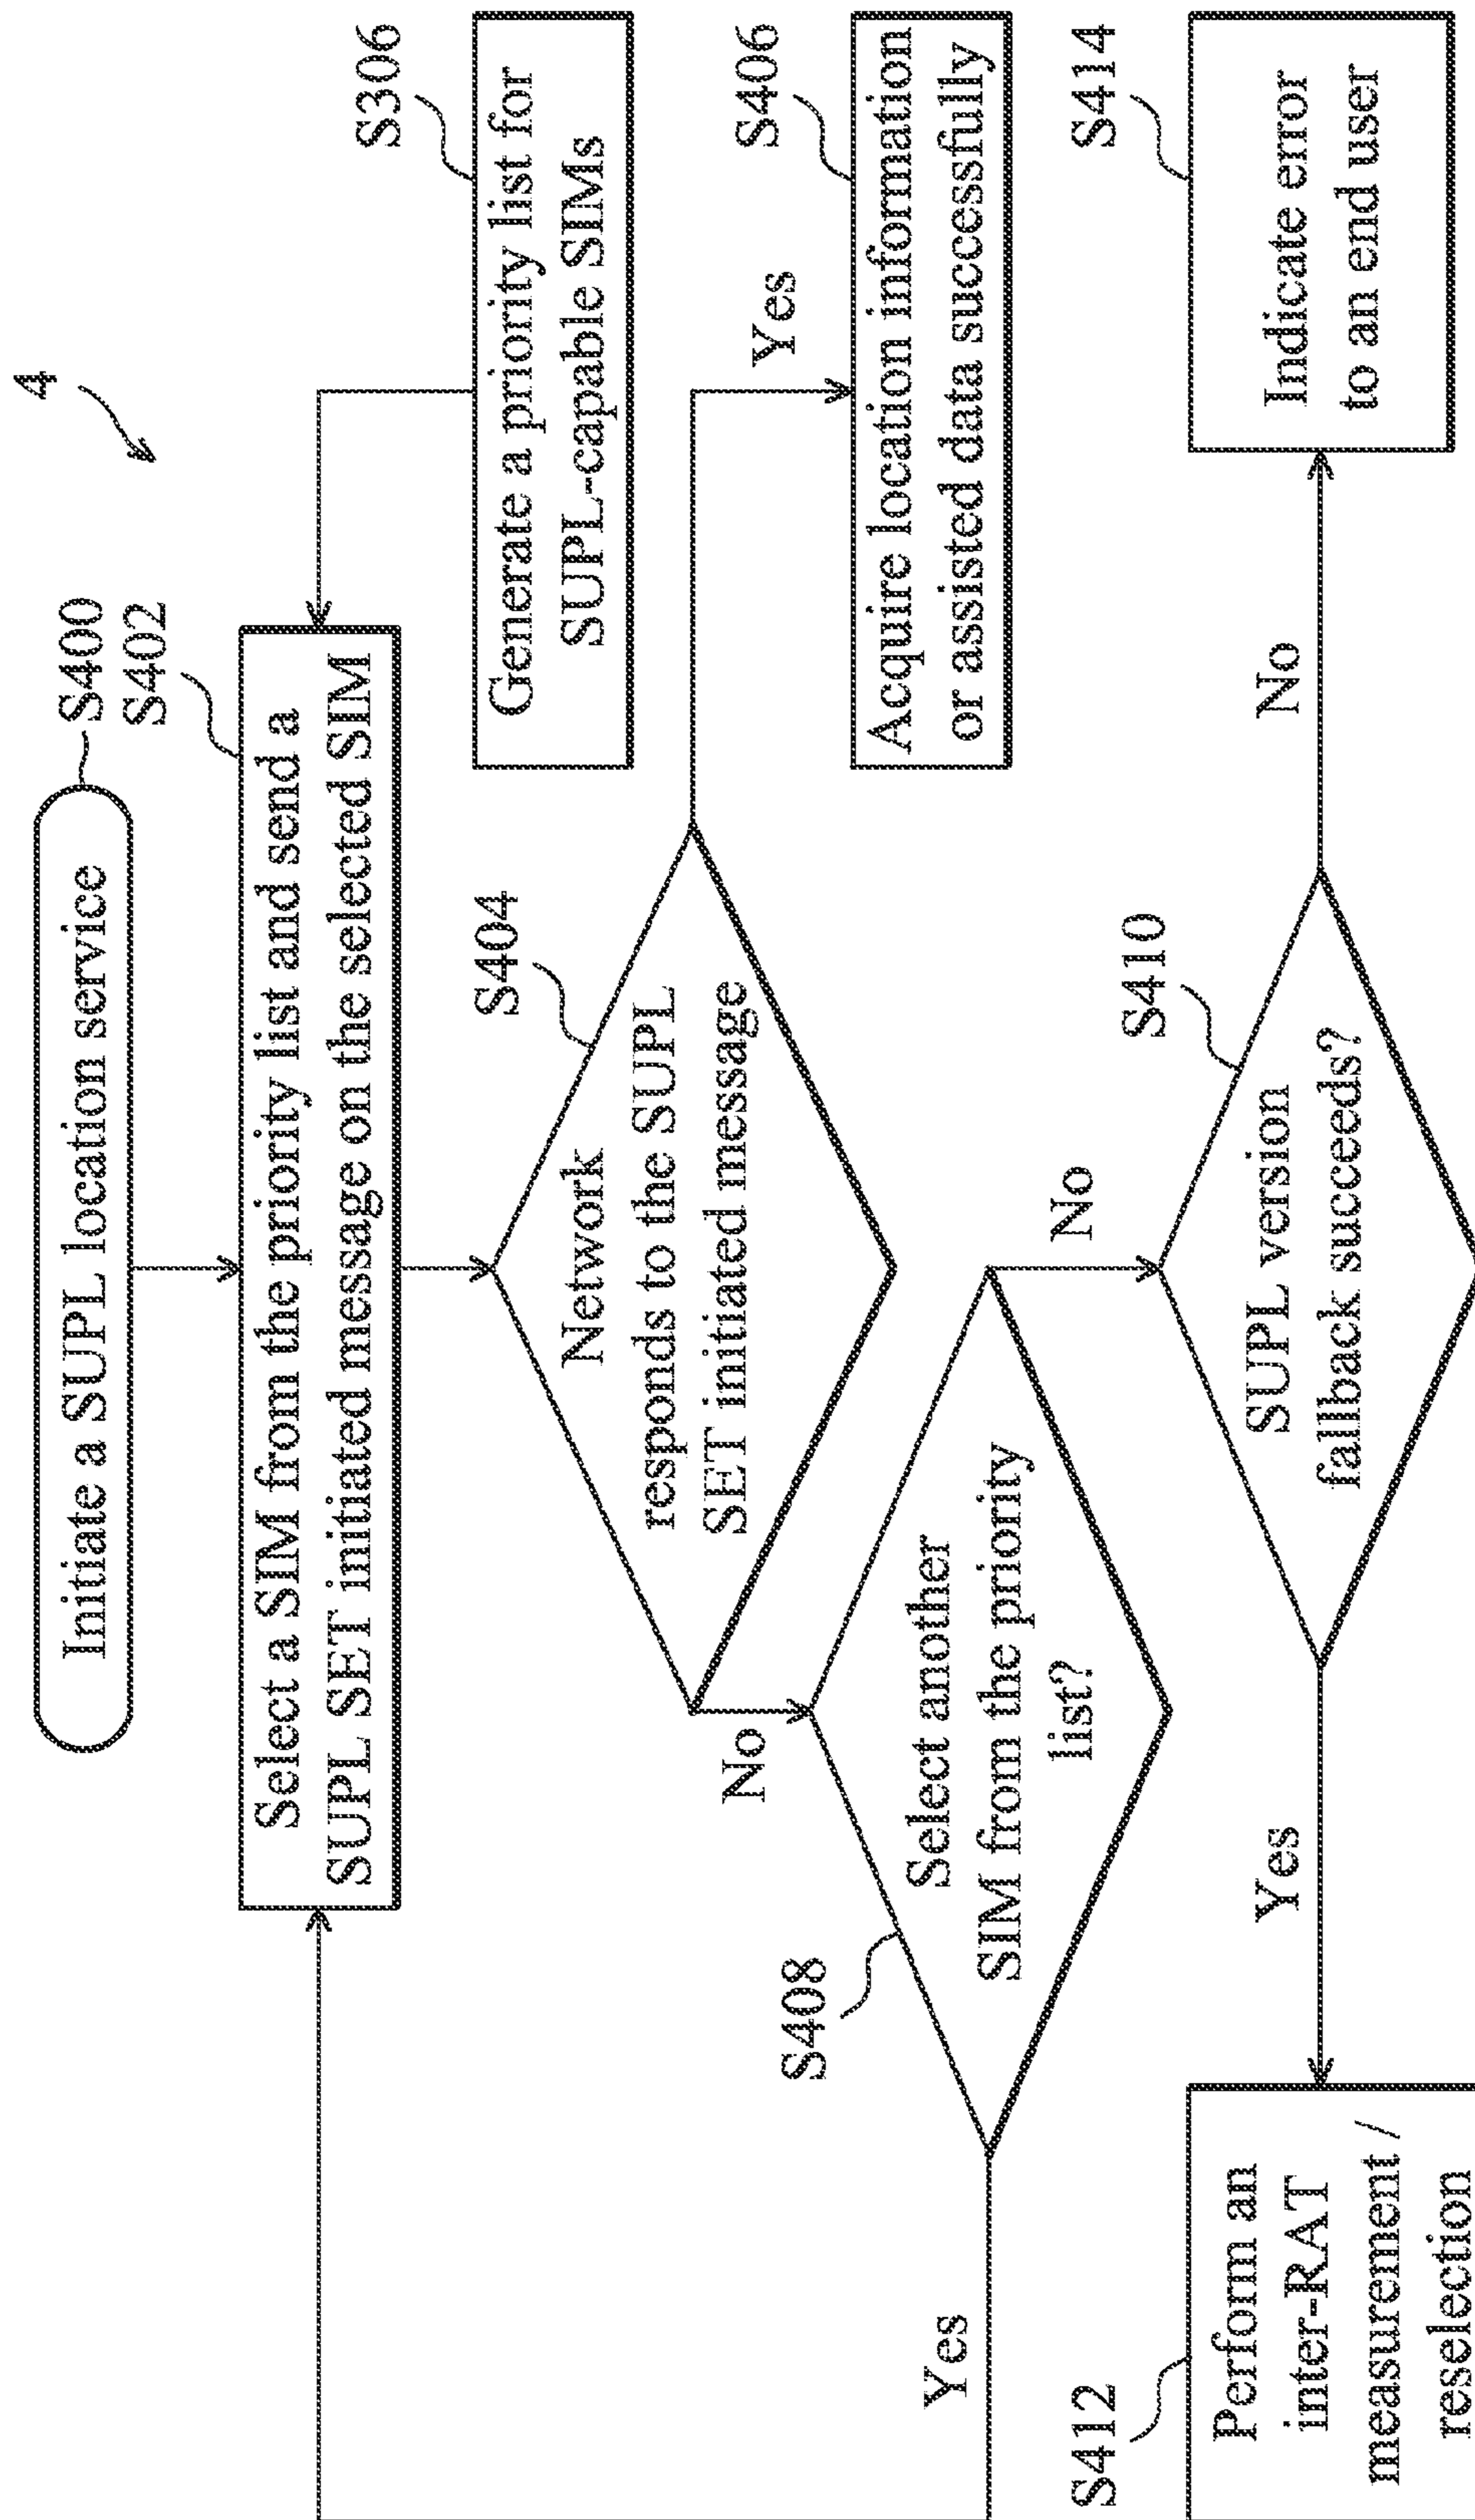 4
S400
Initiate a SUPL location service
S402
Select a SIM from the priority list and send a
SUPL SET initiated message on the selected SIM
S306
Generate a priority list for
SUPL-capable SIMs
S404
Network
responds to the SUPL
SET initiated message
Yes
S406
Acquire location information
or assisted data successfully
No
S408
Select another
SIM from the priority
list?
Yes
No
S410
SUPL version
fallback succeeds?
Yes
No
S412
Perform an
inter-RAT
measurement /
reselection
S414
Indicate error
to an end user